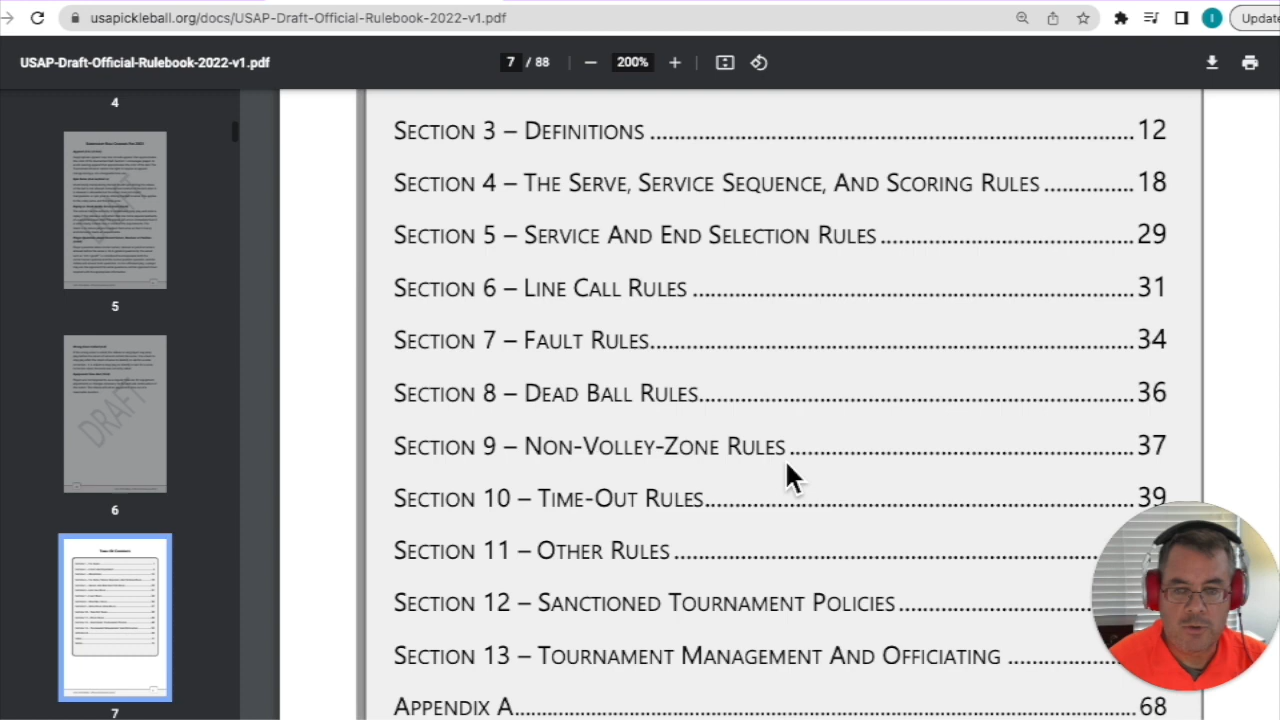 usapickleball.org/docs/USAP-Draft-Official-Rulebook-2022-v1.pdf
I
Update
USAP-Draft-Official-Rulebook-2022-v1.pdf
7 / 88
200%
4
5
DRAFT
6
7
SECTION 3 – DEFINITIONS ........ 12
SECTION 4 – THE SERVE, SERVICE SEQUENCE, AND SCORING RULES ........ 18
SECTION 5 – SERVICE AND END SELECTION RULES ........ 29
SECTION 6 – LINE CALL RULES ........ 31
SECTION 7 – FAULT RULES ........ 34
SECTION 8 – DEAD BALL RULES ........ 36
SECTION 9 – NON-VOLLEY-ZONE RULES ........ 37
SECTION 10 – TIME-OUT RULES ........ 39
SECTION 11 – OTHER RULES ........
SECTION 12 – SANCTIONED TOURNAMENT POLICIES ........
SECTION 13 – TOURNAMENT MANAGEMENT AND OFFICIATING ........
APPENDIX A ........ 68